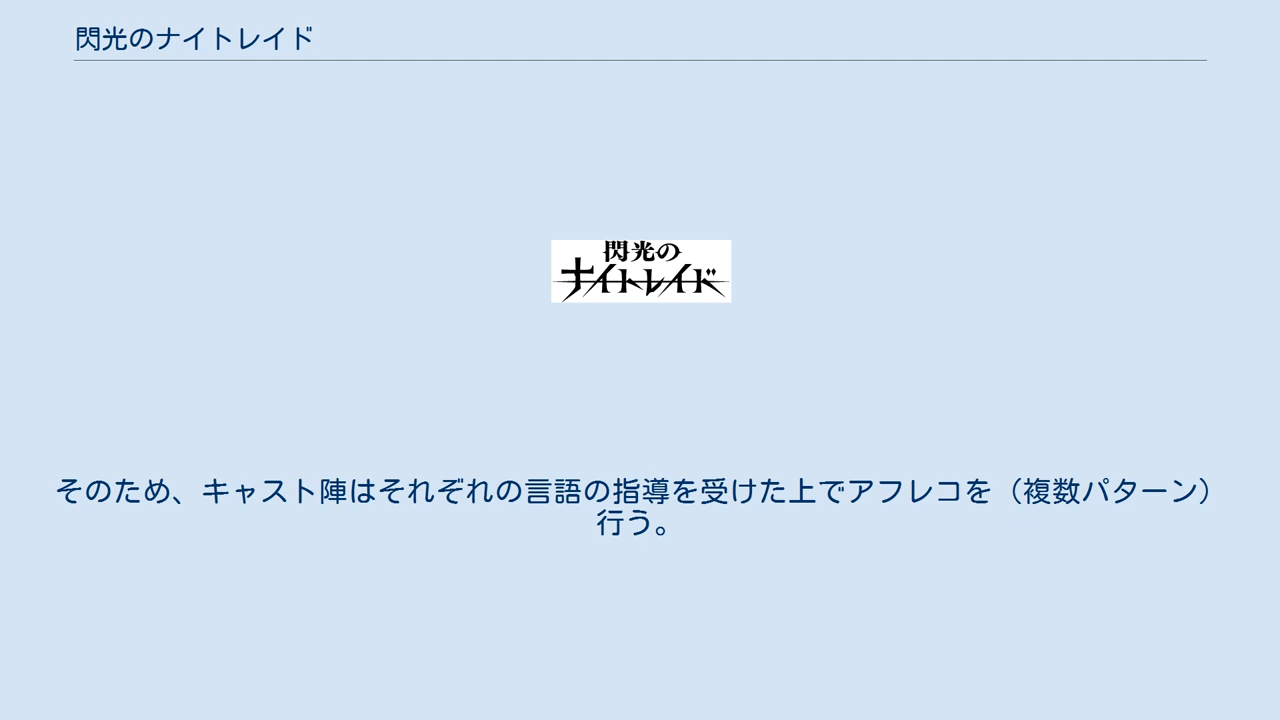 閃光のナイトレイド
閃光の
ナイトレイド
そのため、キャスト陣はそれぞれの言語の指導を受けた上でアフレコを（複数パターン）
行う。